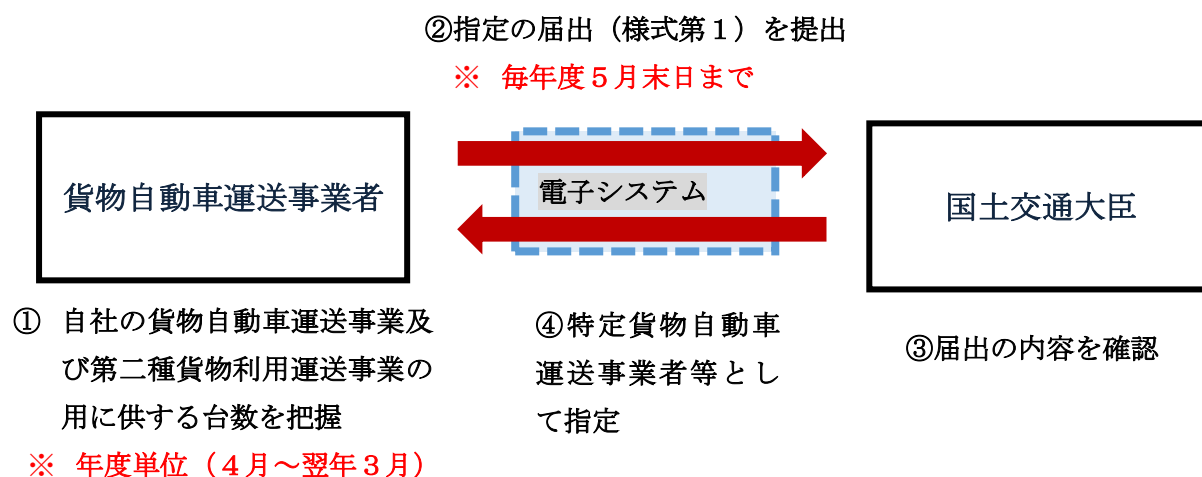 ②指定の届出（様式第１）を提出
※ 毎年度５月末日まで
貨物自動車運送事業者
電子システム
国土交通大臣
① 自社の貨物自動車運送事業及
び第二種貨物利用運送事業の
用に供する台数を把握
※ 年度単位（４月～翌年３月）
④特定貨物自動車
運送事業者等とし
て指定
③届出の内容を確認